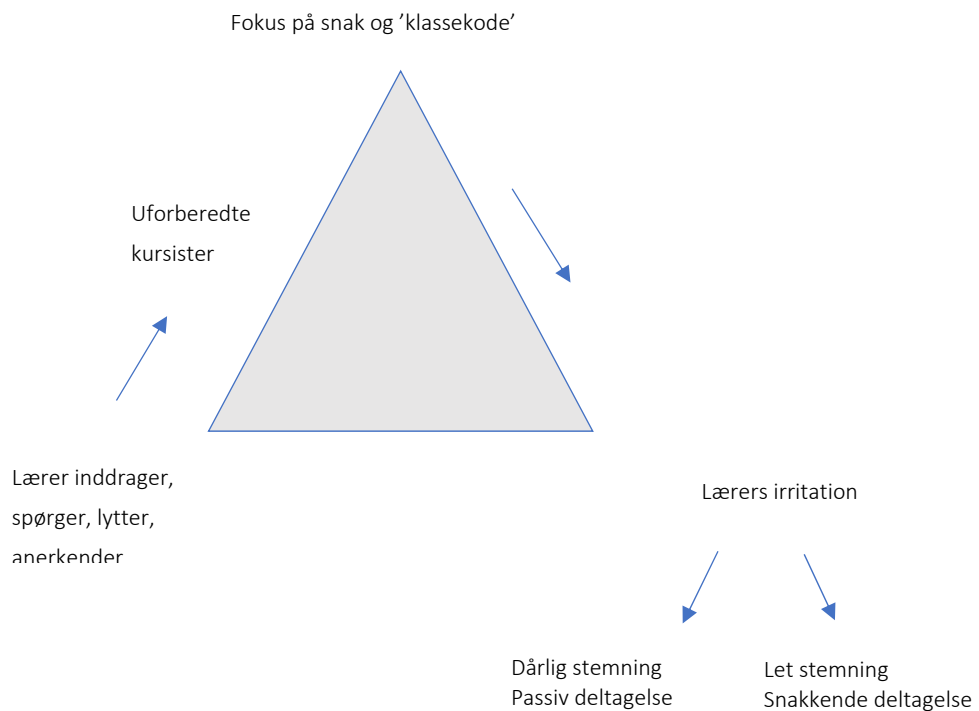 Fokus på snak og ’klassekode’
Uforberedte
kursister
Lærer inddrager,
spørger, lytter,
anerkender
Lærers irritation
Dårlig stemning
Passiv deltagelse
Let stemning
Snakkende deltagelse